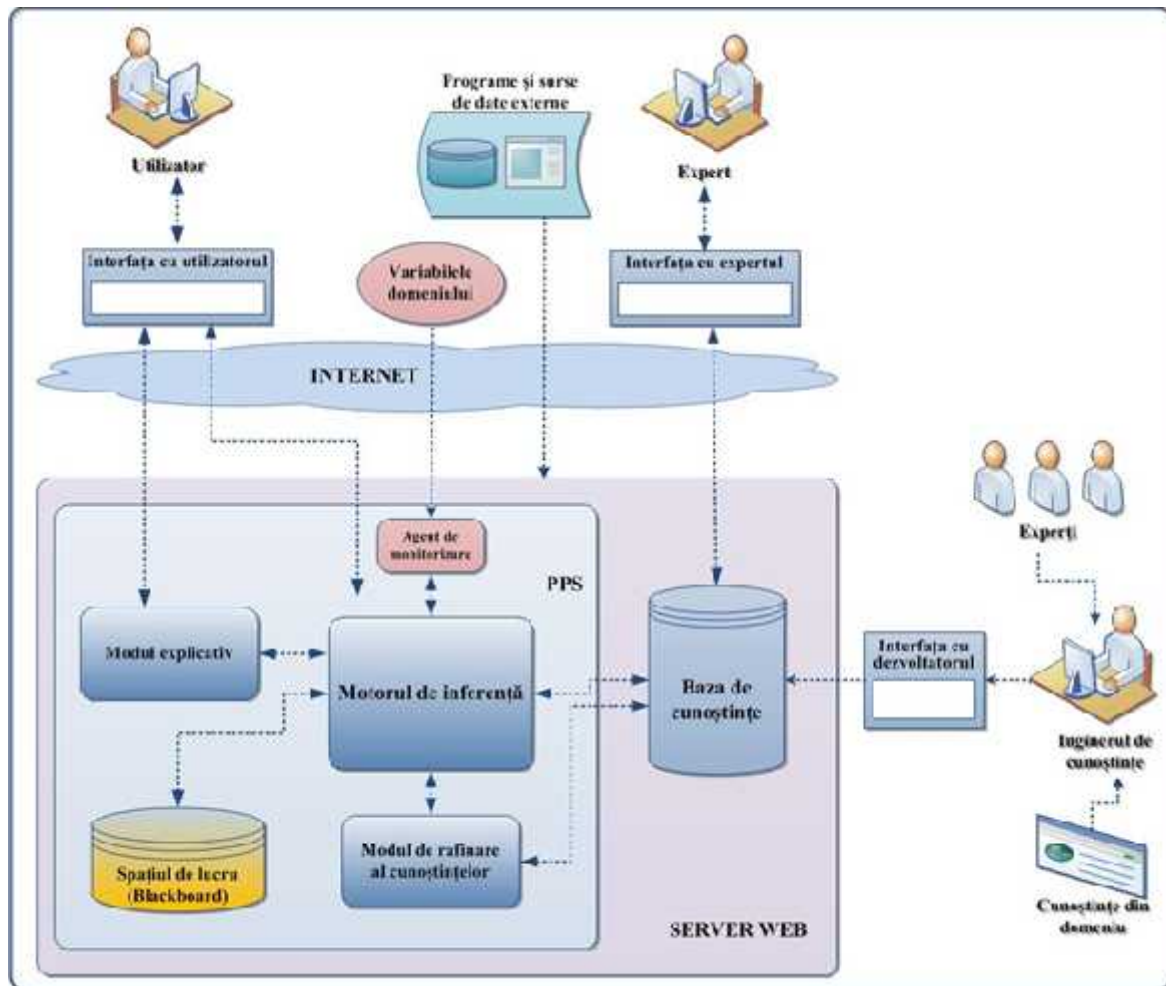 Programe și surse
de date externe
Utilizator
Expert
Interfața cu utilizatorul
Variabilele
domeniului
Interfața cu expertul
INTERNET
Experți
Agent de
monitorizare
PPS
Modul explicativ
Motorul de inferență
Baza de
cunoștințe
Interfața cu
dezvoltatorul
Inginerul de
cunoștințe
Spațiul de lucru
(Blackboard)
Modul de rafinare
al cunoștințelor
SERVER WEB
Cunoștințe din
domeniu